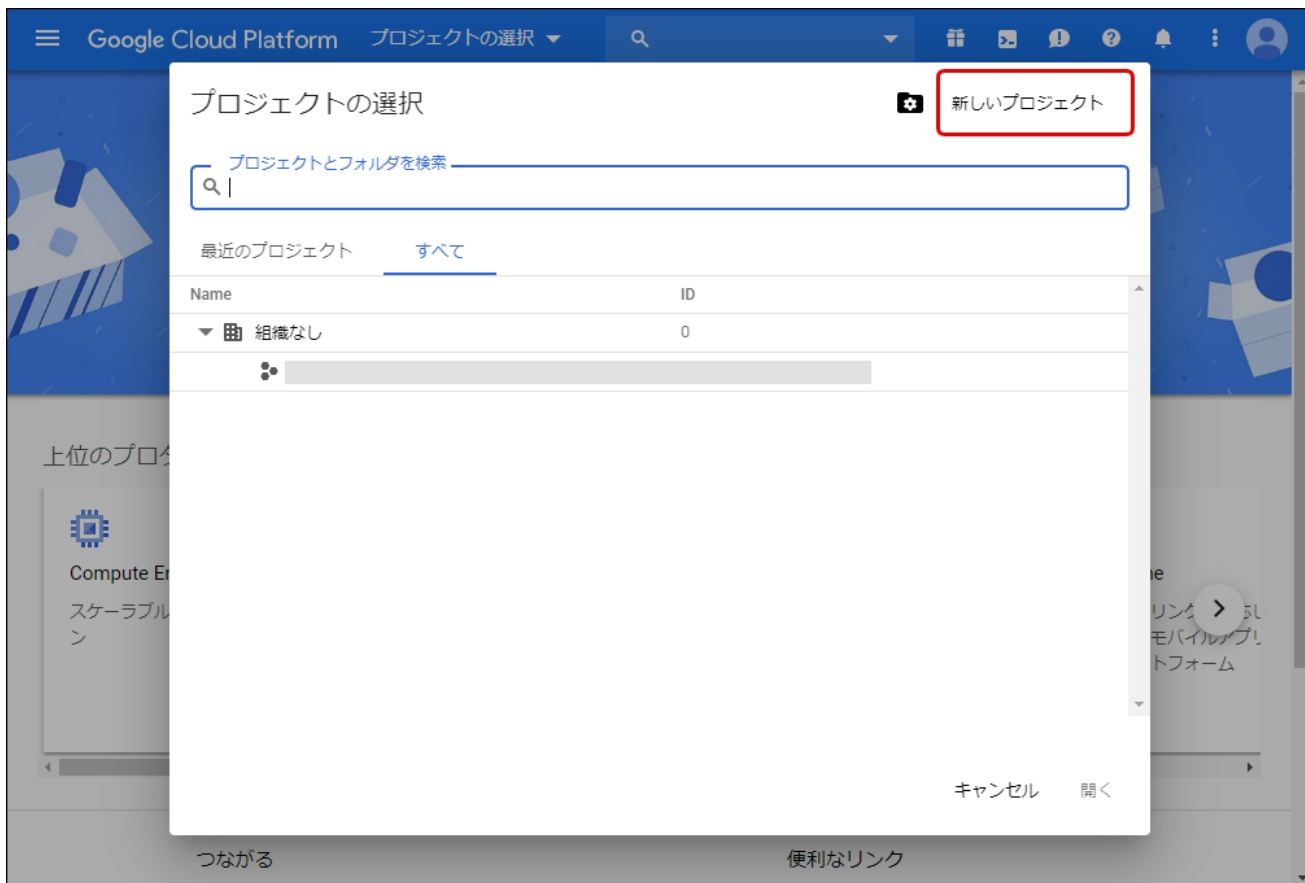 Google Cloud Platform プロジェクトの選択
プロジェクトの選択
新しいプロジェクト
プロジェクトとフォルダを検索
最近のプロジェクト すべて
Name ID
組織なし 0
上位のプロダ
Compute En
スケーラブル
ン
ne
リング
モバイルアプリ
トフォーム
キャンセル 開く
つながる 便利なリンク